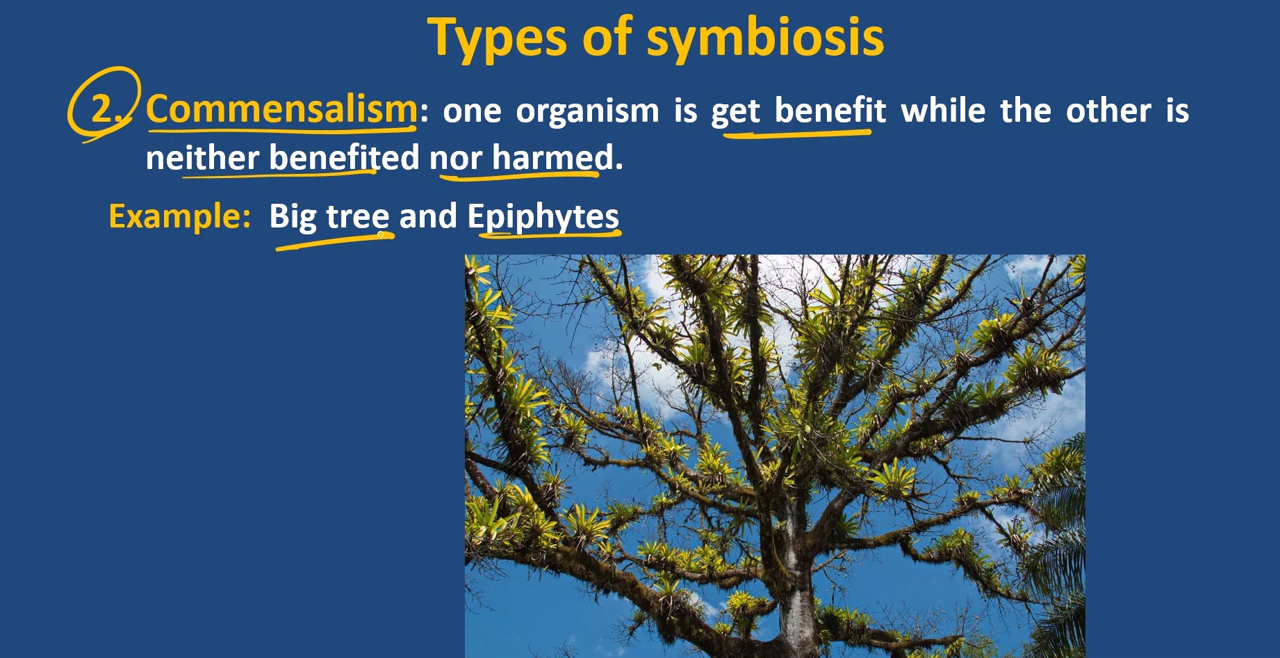 Types of symbiosis
2. Commensalism: one organism is get benefit while the other is
neither benefited nor harmed.
Example: Big tree and Epiphytes